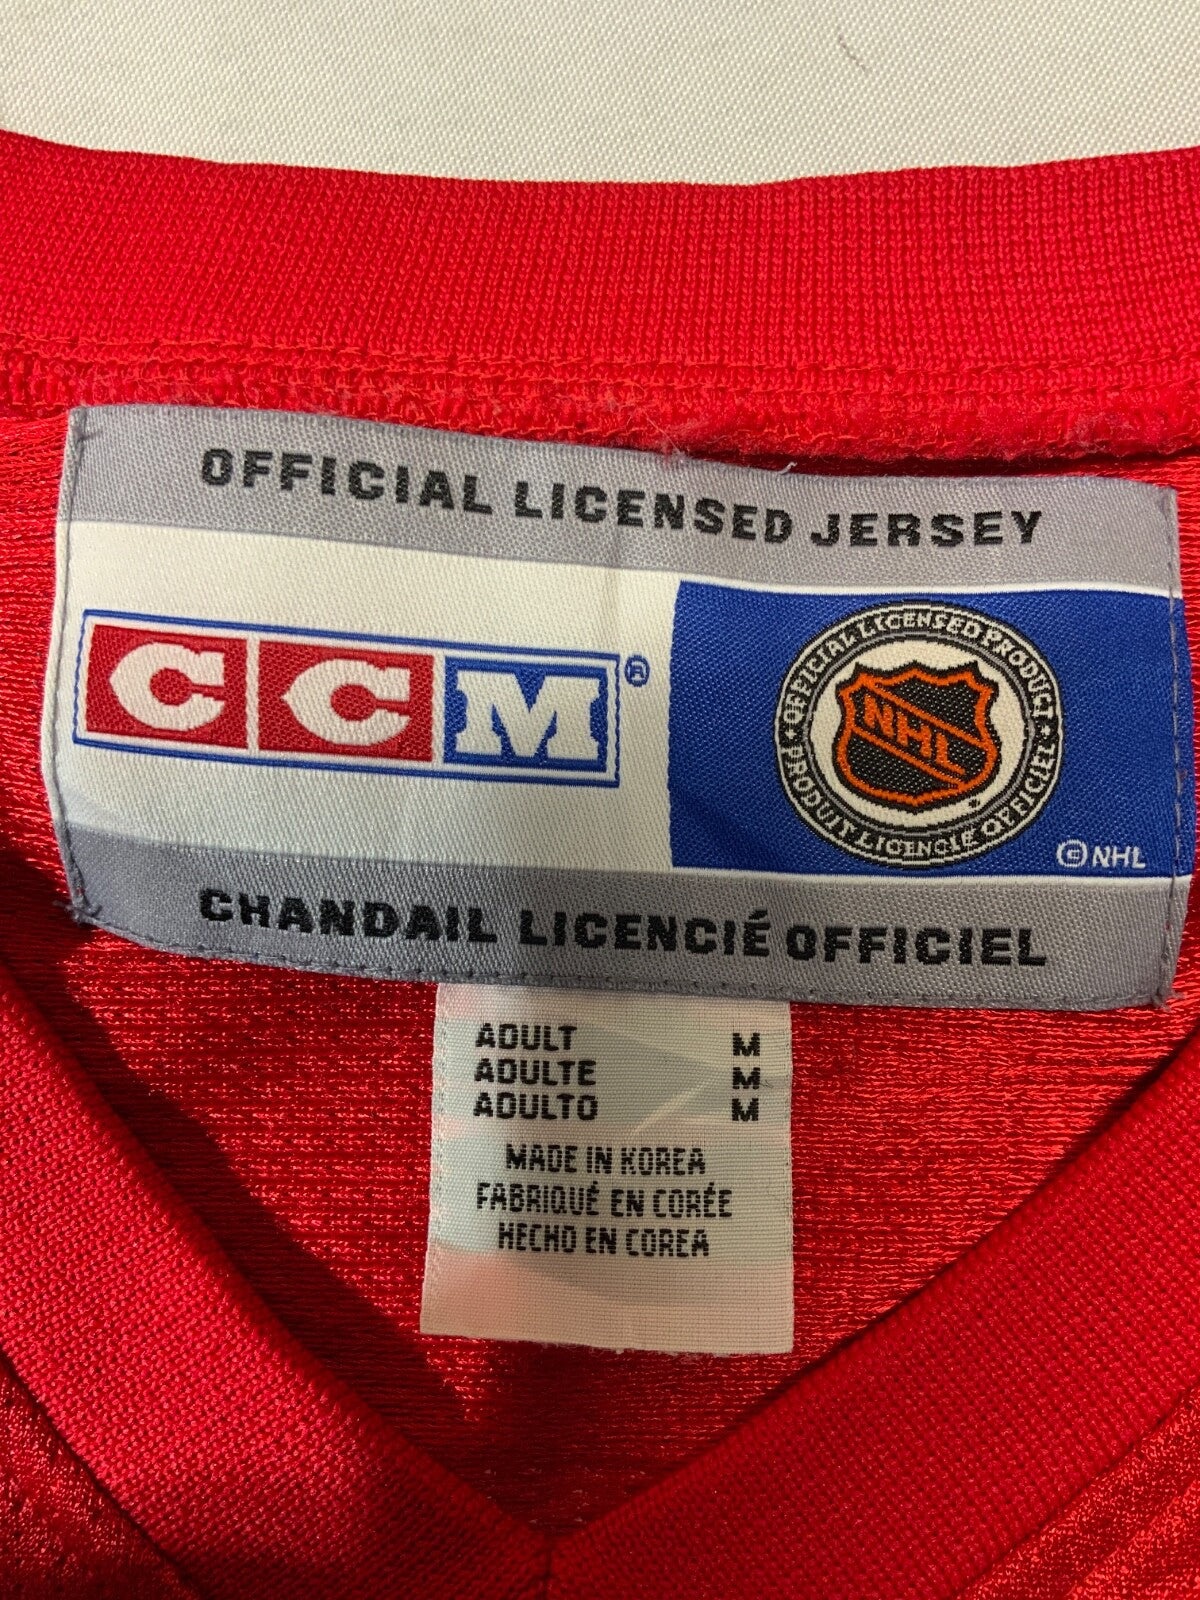 OFFICIAL LICENSED JERSEY
CCM®
OFFICIAL LICENSED PRODUCT
NHL
PRODUIT LICENCIÉ OFFICIEL
©NHL
CHANDAIL LICENCIÉ OFFICIEL
ADULT M
ADULTE M
ADULTO M
MADE IN KOREA
FABRIQUÉ EN CORÉE
HECHO EN COREA